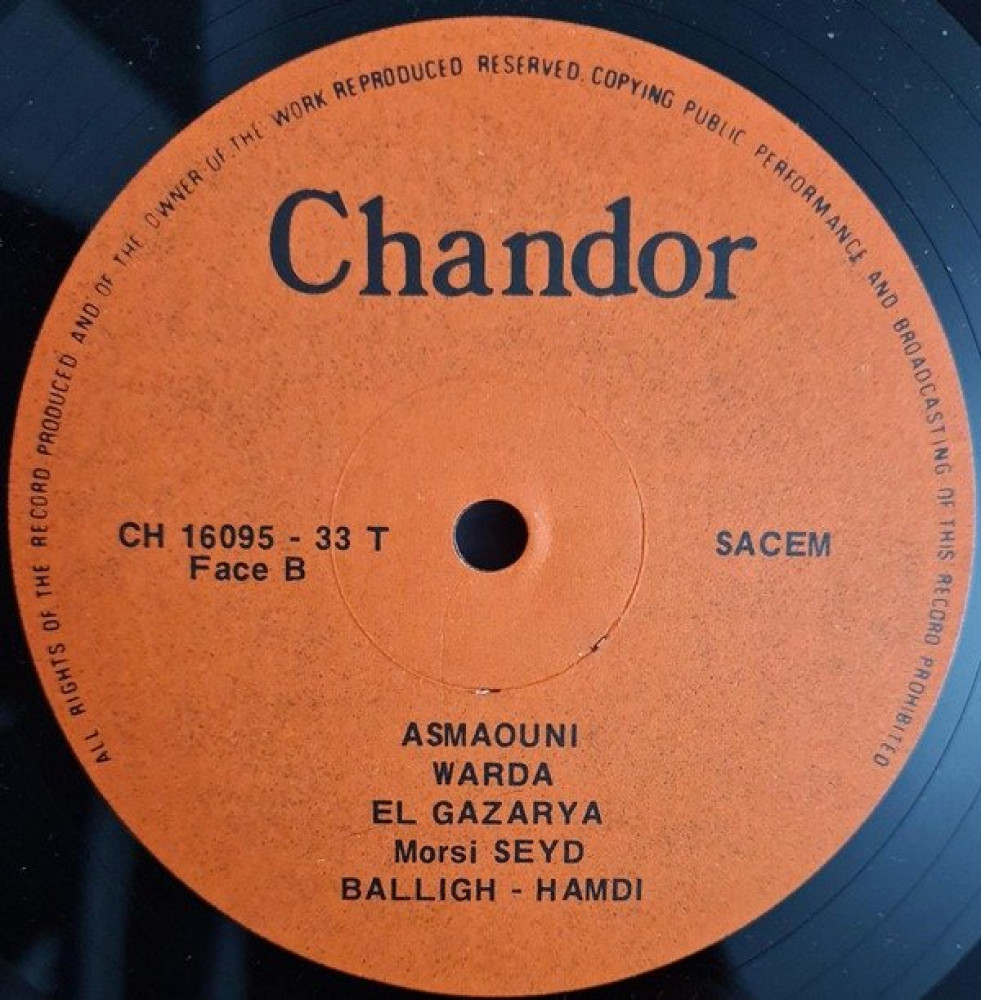 ALL RIGHTS OF THE RECORD PRODUCED AND OF THE OWNER OF THE WORK REPRODUCED RESERVED. COPYING PUBLIC PERFORMANCE AND BROADCASTING OF THIS RECORD PROHIBITED
Chandor
CH 16095 - 33 T
Face B
SACEM
ASMAOUNI
WARDA
EL GAZARYA
Morsi SEYD
BALLIGH - HAMDI